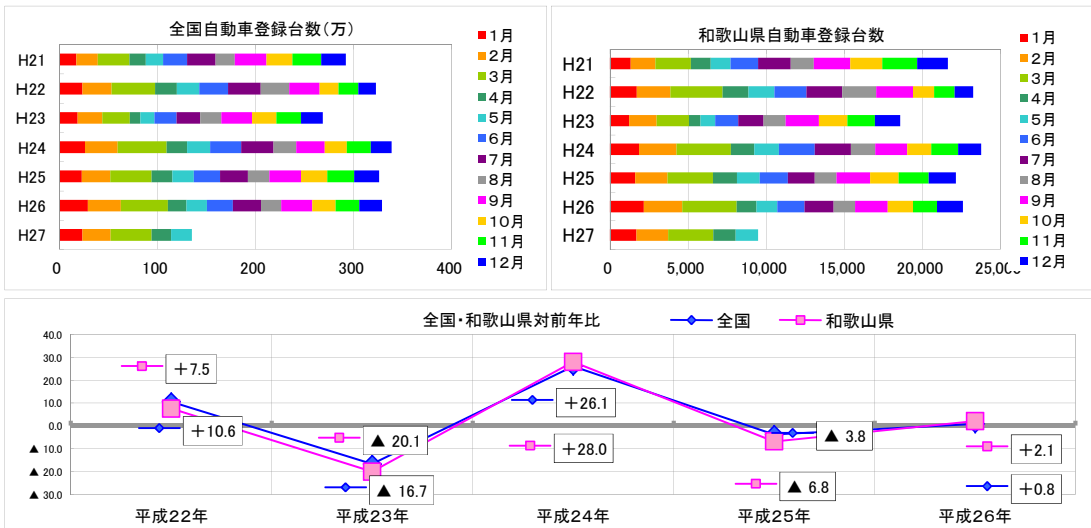 全国自動車登録台数(万)
H21
H22
H23
H24
H25
H26
H27
0
100
200
300
400
1月
2月
3月
4月
5月
6月
7月
8月
9月
10月
11月
12月
和歌山県自動車登録台数
H21
H22
H23
H24
H25
H26
H27
0
5,000
10,000
15,000
20,000
25,000
1月
2月
3月
4月
5月
6月
7月
8月
9月
10月
11月
12月
全国・和歌山県対前年比
全国
和歌山県
40.0
30.0
20.0
10.0
0.0
▲ 10.0
▲ 20.0
▲ 30.0
+7.5
+10.6
▲ 20.1
▲ 16.7
+26.1
+28.0
▲ 3.8
▲ 6.8
+2.1
+0.8
平成22年
平成23年
平成24年
平成25年
平成26年